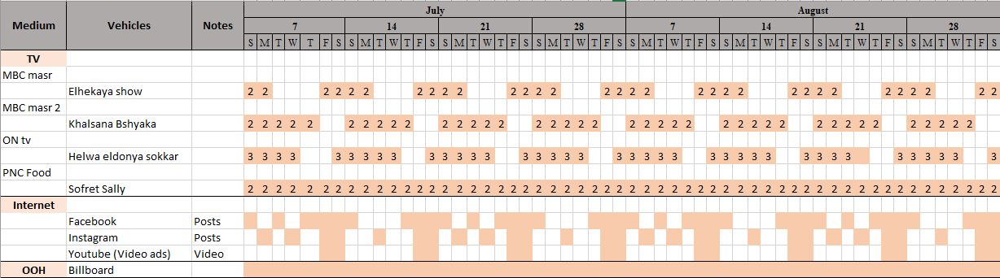 July August
Medium Vehicles Notes 7 14 21 28 7 14 21 28
S M T W T F S S M T W T F S S M T W T F S S M T W T F S S M T W T F S S M T W T F S S M T W T F S S M T W T F S
TV
MBC masr
Elhekaya show 2 2 2 2 2 2 2 2 2 2 2 2 2 2 2 2 2 2 2 2 2 2 2 2 2 2 2 2 2 2 2 2
MBC masr 2
Khalsana Bshyaka 2 2 2 2 2 2 2 2 2 2 2 2 2 2 2 2 2 2 2 2 2 2 2 2 2 2 2 2 2 2 2 2 2 2 2 2 2 2 2 2
ON tv
Helwa eldonya sokkar 3 3 3 3 3 3 3 3 3 3 3 3 3 3 3 3 3 3 3 3 3 3 3 3 3 3 3 3 3 3 3 3 3 3 3 3 3 3 3
PNC Food
Sofret Sally 2 2 2 2 2 2 2 2 2 2 2 2 2 2 2 2 2 2 2 2 2 2 2 2 2 2 2 2 2 2 2 2 2 2 2 2 2 2 2 2 2 2 2 2 2 2 2 2 2 2 2 2 2 2 2 2
Internet
Facebook Posts
Instagram Posts
Youtube (Video ads) Video
OOH Billboard